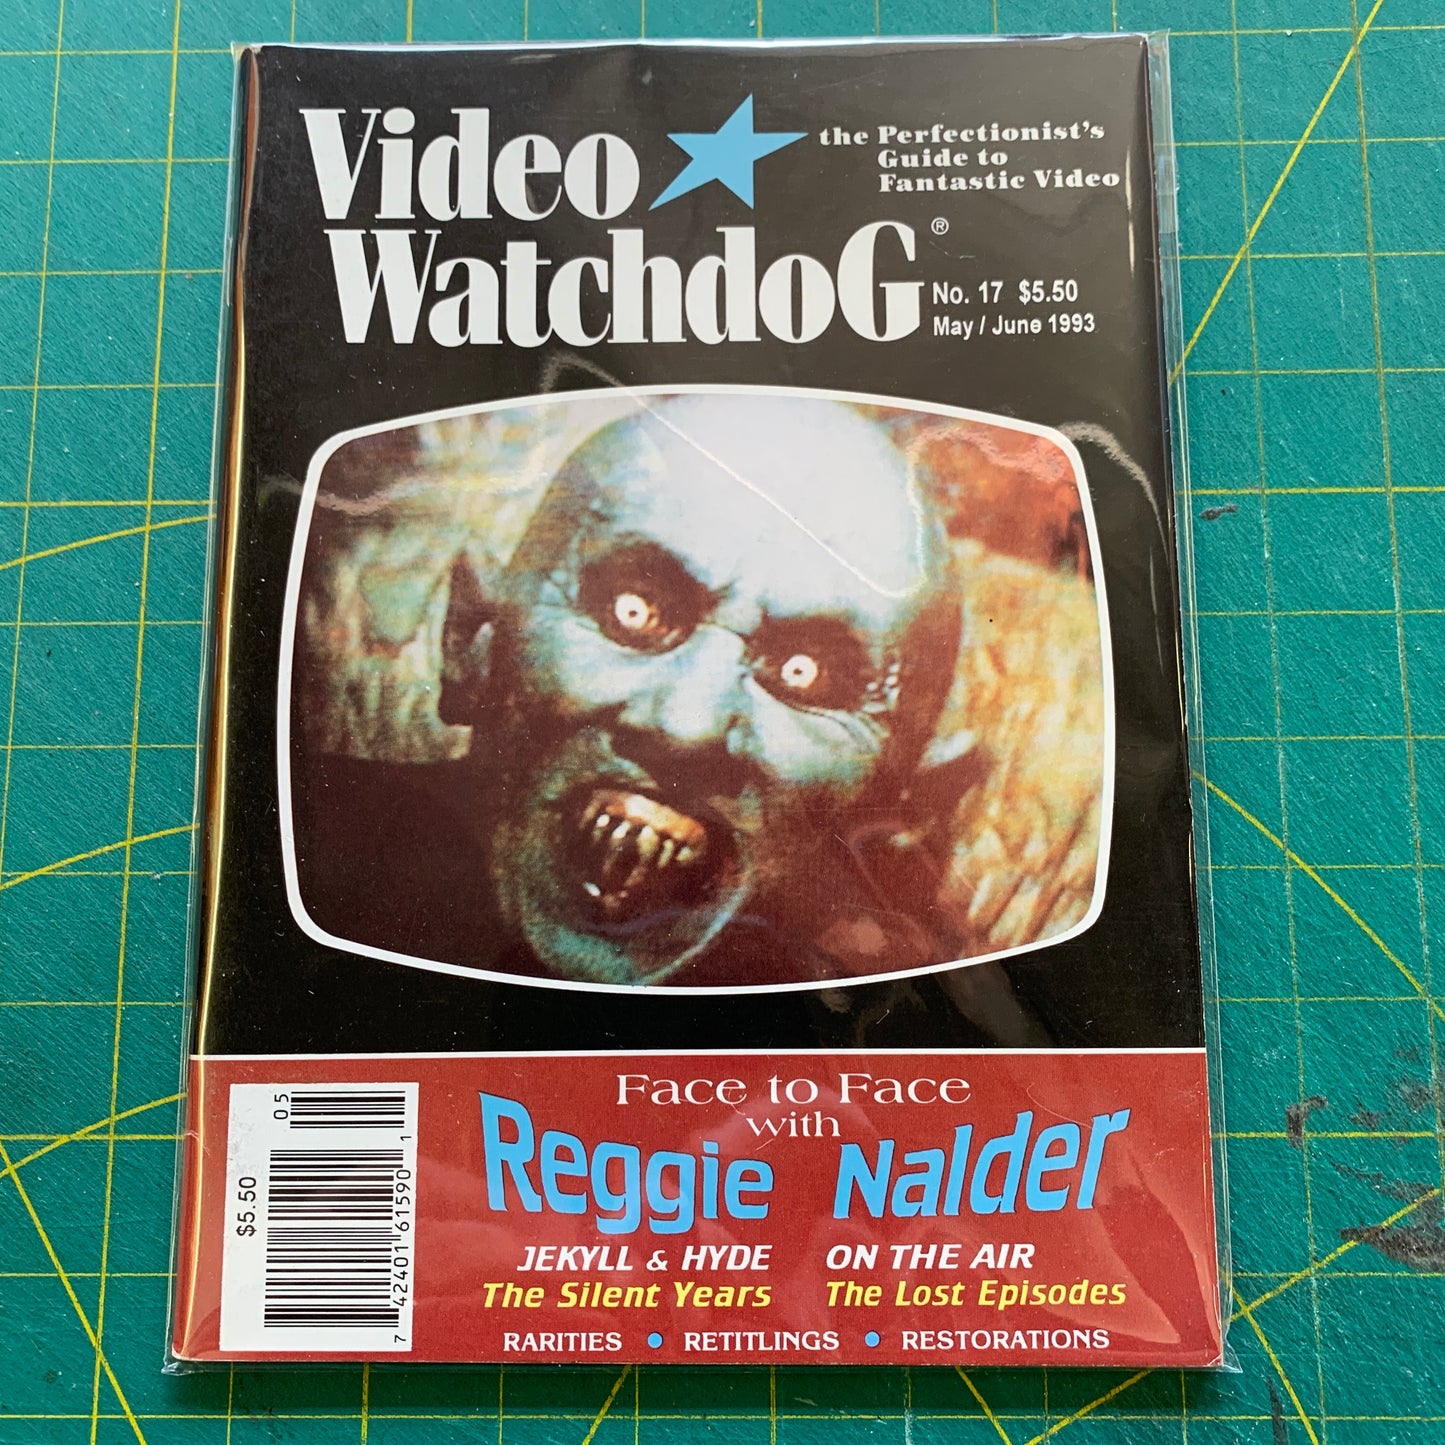 Video
WatchdoG®
the Perfectionist's
Guide to
Fantastic Video
No. 17 $5.50
May / June 1993
Face to Face
with
Reggie Nalder
JEKYLL & HYDE
The Silent Years
ON THE AIR
The Lost Episodes
RARITIES • RETITLINGS • RESTORATIONS
$5.50
05
7 42401 61590 1